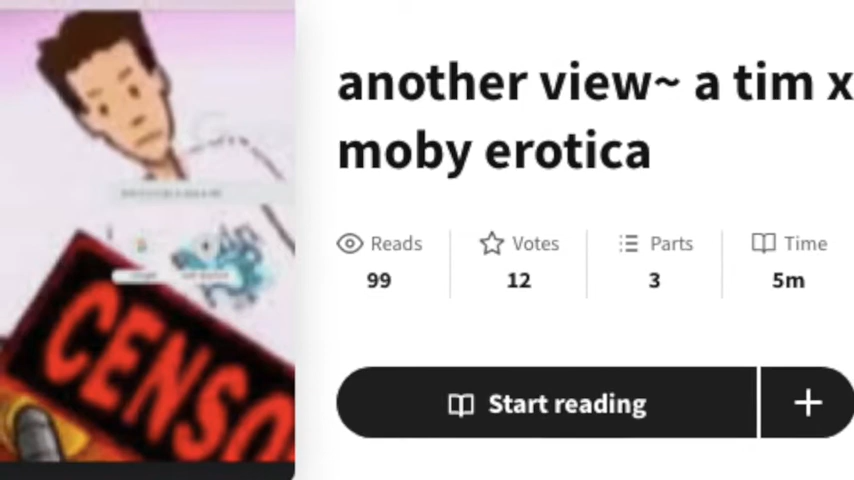 another view~ a tim x
moby erotica
Reads
Votes
Parts
Time
99
12
3
5m
Start reading
CENSO